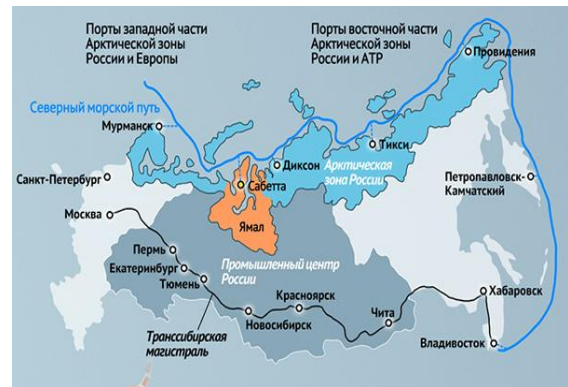 Порты западной части
Арктической зоны
России и Европы
Порты восточной части
Арктической зоны
России и АТР
Провидения
Северный морской путь
Мурманск
Тикси
Диксон
Арктическая
зона России
Санкт-Петербург
Сабетта
Петропавловск-
Камчатский
Москва
Ямал
Пермь
Промышленный центр
России
Екатеринбург
Тюмень
Красноярск
Чита
Хабаровск
Новосибирск
Транссибирская
магистраль
Владивосток